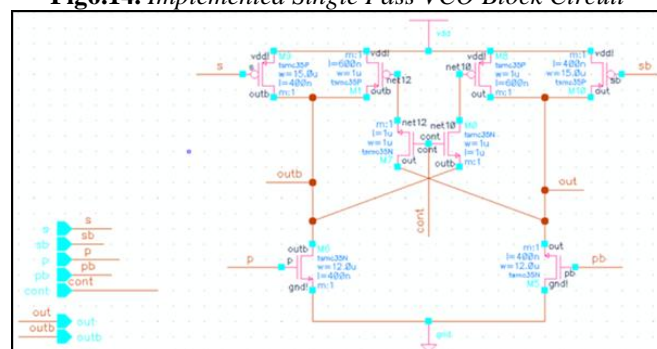 Fig6.14. Implemented Single Pass VCO Block Circuit
vdd
vdd! m:1 vdd! m:1 vdd!
s s M9 l=600n net10 M8 l=400n sb
tsmc35P w=1u tsmc35P w=15.0u
w=15.0u tsmc35P net12 w=1u tsmc35P sb
l=400n outb l=600n out
outb M1 outb M10
m:1 m:1
net12 cont net10
m:1 M0
l=1u cont tsmc35N
w=1u w=1u
tsmc35N out outb l=1u
M7 m:1
outb out
cont
s s
sb sb
p p
pb pb
cont cont
out out
outb outb
outb M6 m:1 out
p p tsmc35N l=400n pb pb
w=12.0u w=12.0u
l=400n tsmc35N
gnd! m:1 M5 gnd!
gnd